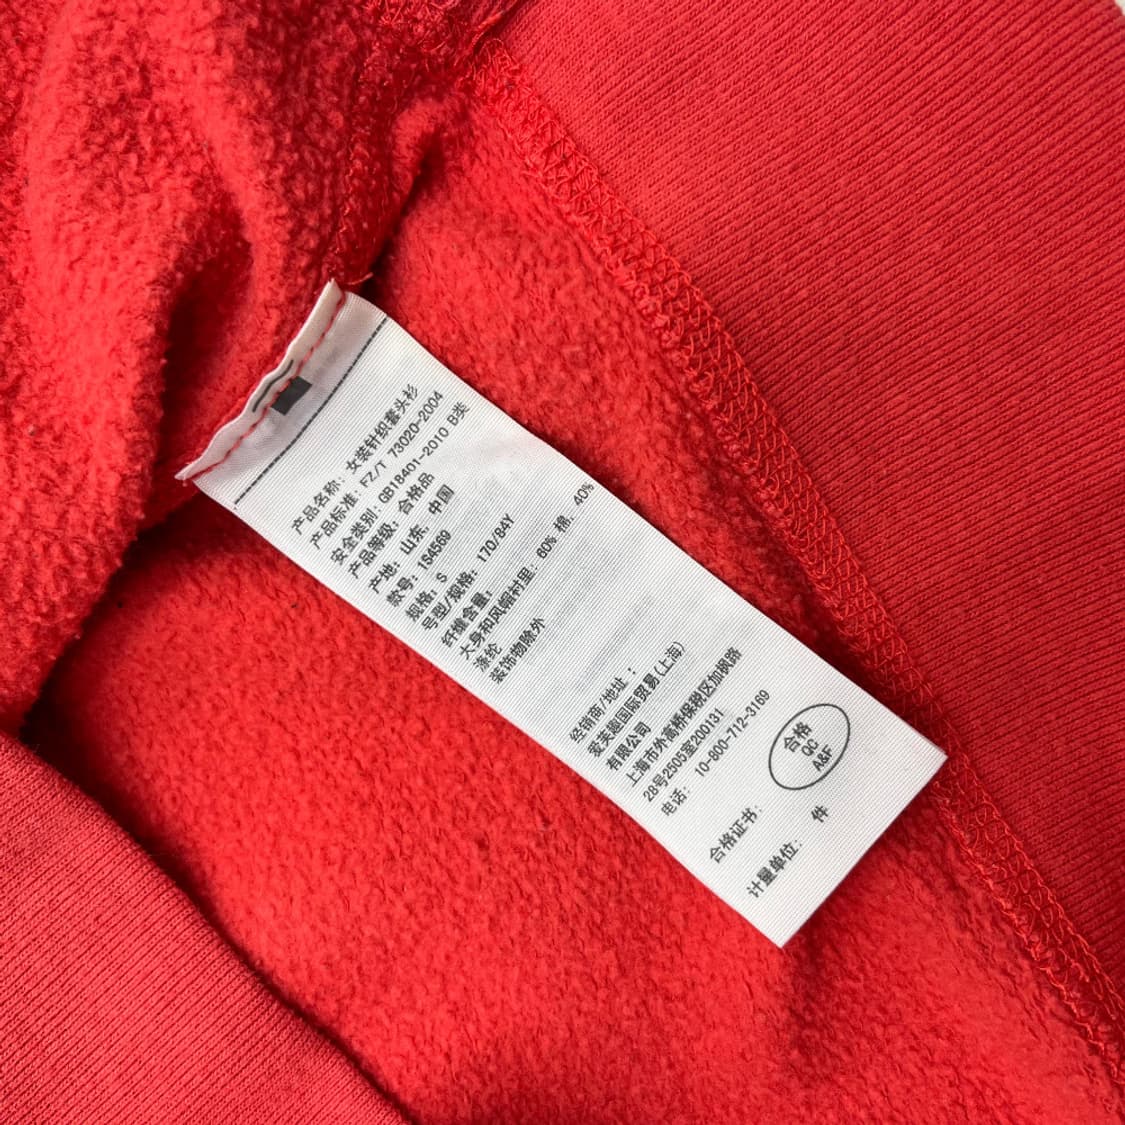 产品名称: 女装针织套头衫
产品标准: FZ/T 73020-2004
安全类别: GB18401-2010 B类
产品等级: 合格品
产地: 山东, 中国
款号: 1S4569
规格: S
号型/规格: 170/84Y
纤维含量:
大身和风帽衬里: 60% 棉, 40%
涤纶
装饰物除外
经销商/地址:
爱芙趣国际贸易(上海)
有限公司
上海市外高桥保税区加枫路
28号2505室200131
电话: 10-800-712-3169
合格
QC
A&F
合格证书:
计量单位: 件